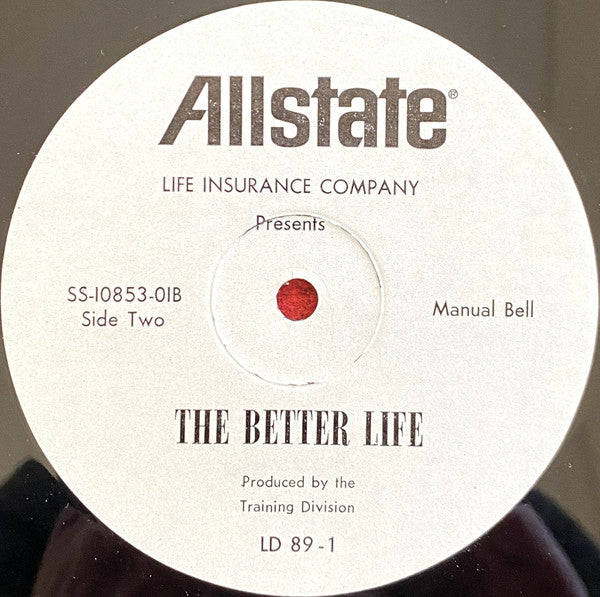 Allstate®
LIFE INSURANCE COMPANY
Presents
SS-10853-01B
Side Two
Manual Bell
THE BETTER LIFE
Produced by the
Training Division
LD 89-1